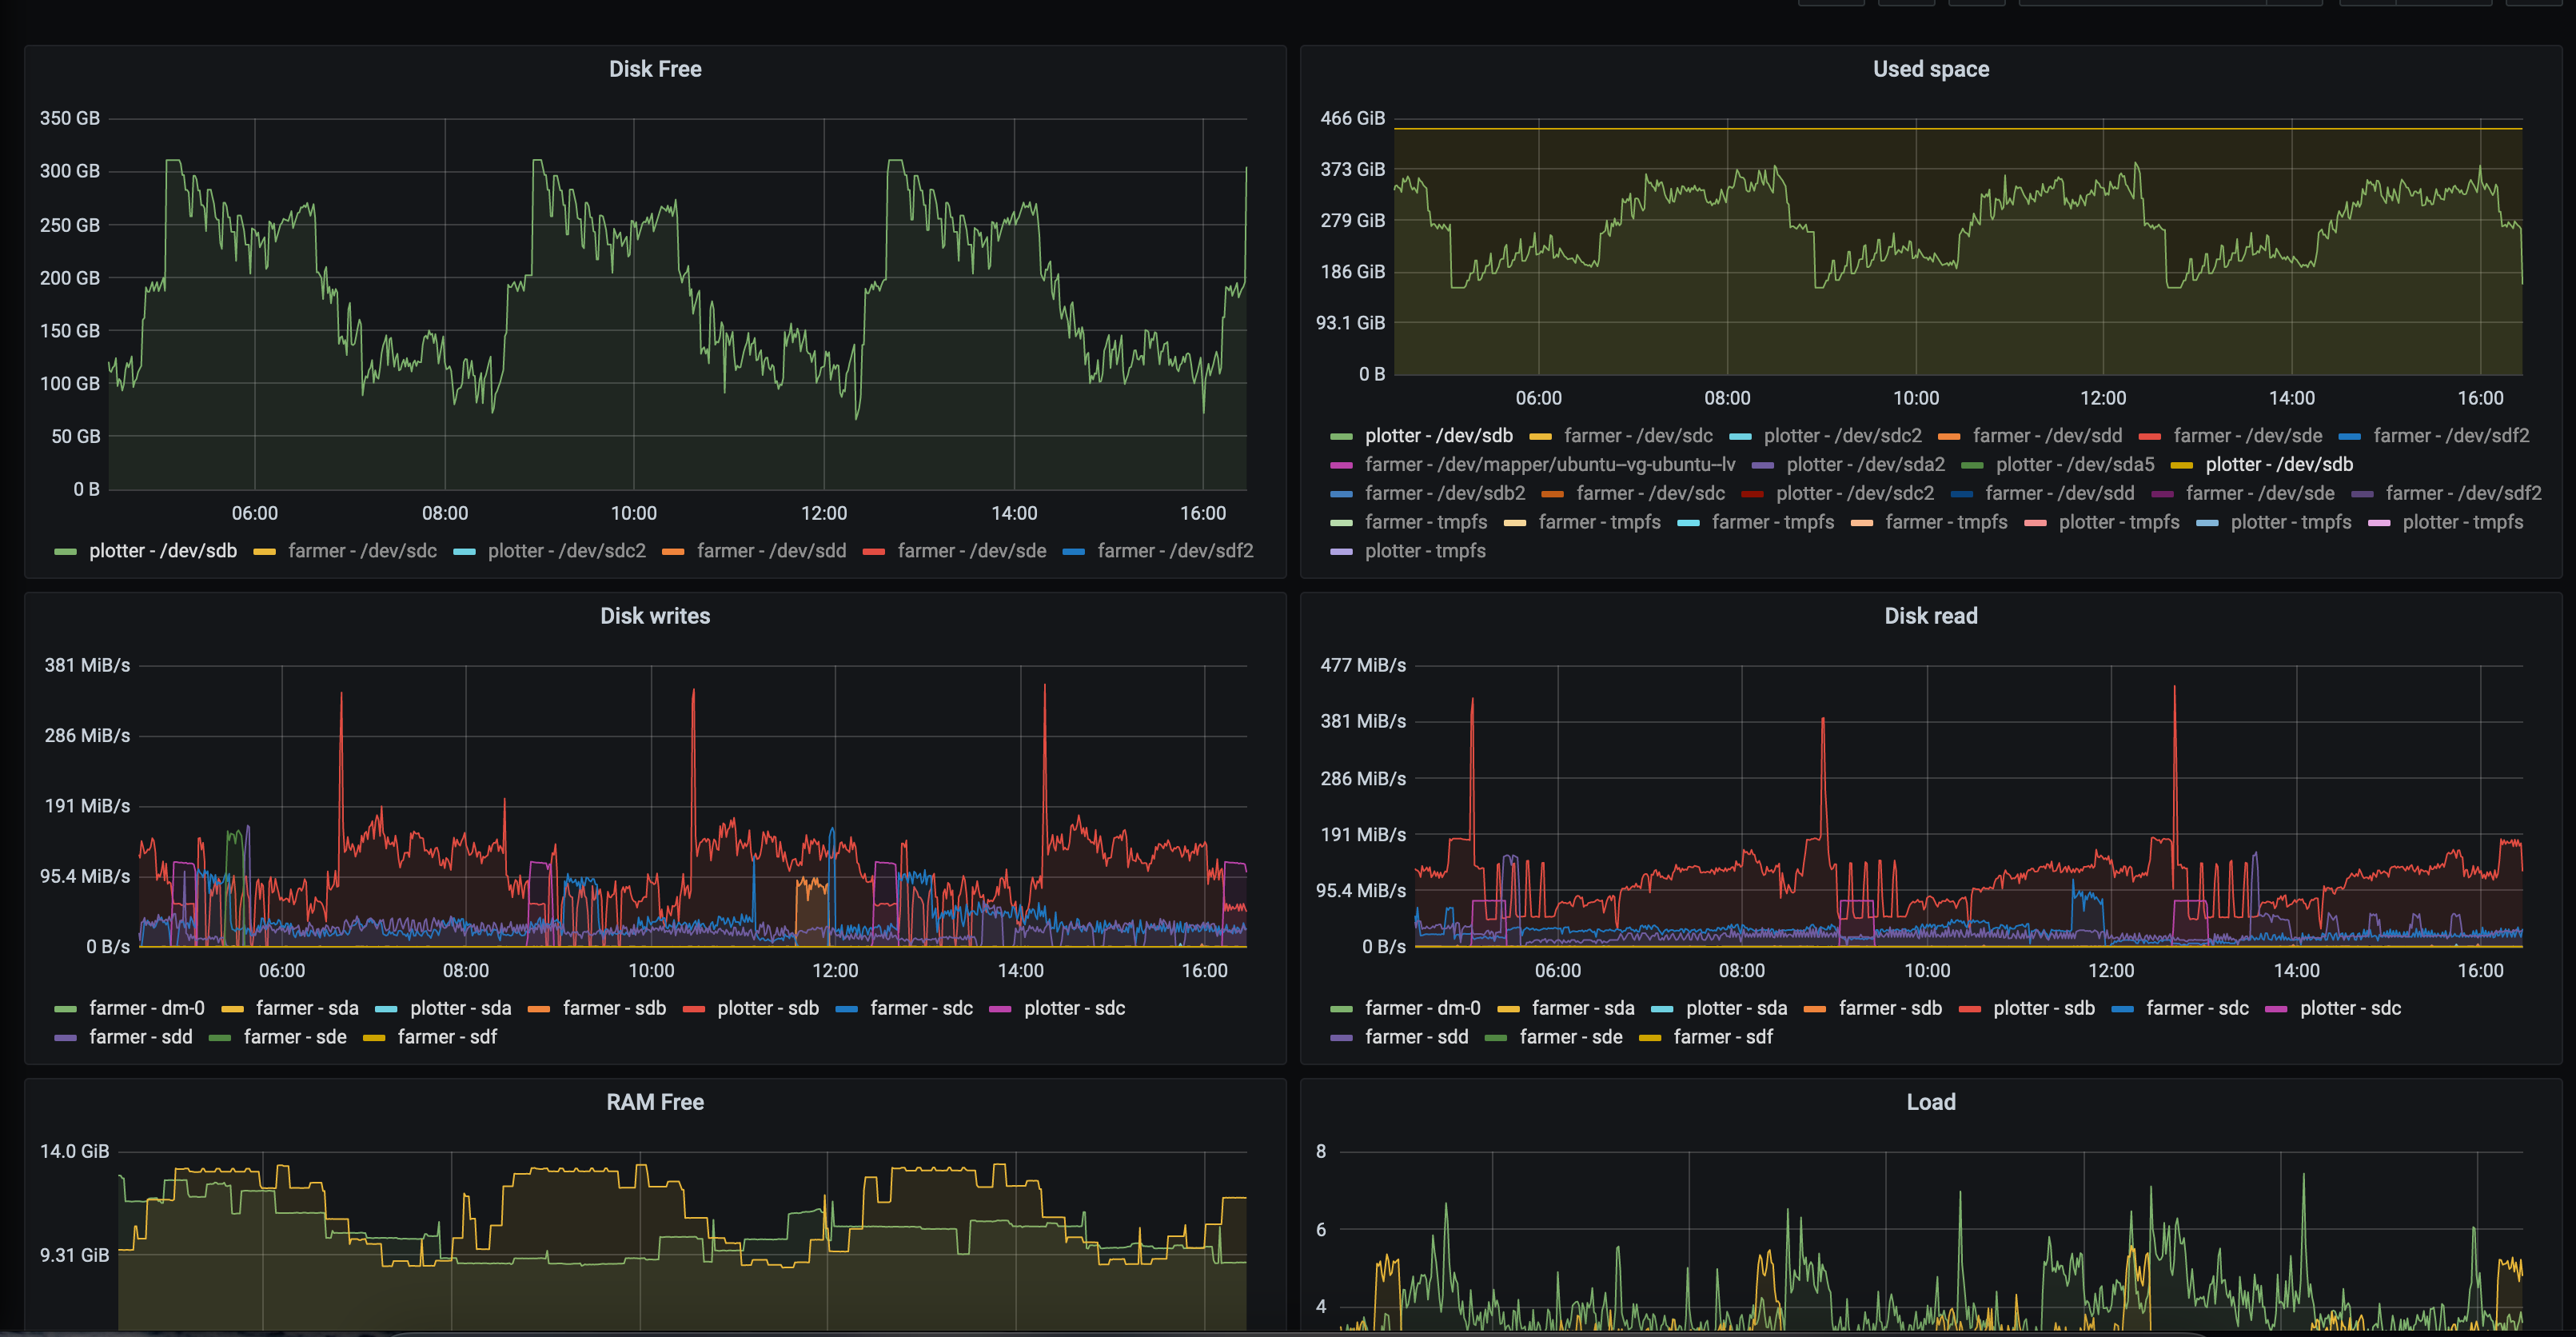 Disk Free
350 GB
300 GB
250 GB
200 GB
150 GB
100 GB
50 GB
0 B
06:00 08:00 10:00 12:00 14:00 16:00
plotter - /dev/sdb farmer - /dev/sdc plotter - /dev/sdc2 farmer - /dev/sdd farmer - /dev/sde farmer - /dev/sdf2
Used space
466 GiB
373 GiB
279 GiB
186 GiB
93.1 GiB
0 B
06:00 08:00 10:00 12:00 14:00 16:00
plotter - /dev/sdb farmer - /dev/sdc plotter - /dev/sdc2 farmer - /dev/sdd farmer - /dev/sde farmer - /dev/sdf2
farmer - /dev/mapper/ubuntu--vg-ubuntu--lv plotter - /dev/sda2 plotter - /dev/sda5 plotter - /dev/sdb
farmer - /dev/sdb2 farmer - /dev/sdc plotter - /dev/sdc2 farmer - /dev/sdd farmer - /dev/sde farmer - /dev/sdf2
farmer - tmpfs farmer - tmpfs farmer - tmpfs farmer - tmpfs plotter - tmpfs plotter - tmpfs plotter - tmpfs
plotter - tmpfs
Disk writes
381 MiB/s
286 MiB/s
191 MiB/s
95.4 MiB/s
0 B/s
06:00 08:00 10:00 12:00 14:00 16:00
farmer - dm-0 farmer - sda plotter - sda farmer - sdb plotter - sdb farmer - sdc plotter - sdc
farmer - sdd farmer - sde farmer - sdf
Disk read
477 MiB/s
381 MiB/s
286 MiB/s
191 MiB/s
95.4 MiB/s
0 B/s
06:00 08:00 10:00 12:00 14:00 16:00
farmer - dm-0 farmer - sda plotter - sda farmer - sdb plotter - sdb farmer - sdc plotter - sdc
farmer - sdd farmer - sde farmer - sdf
RAM Free
14.0 GiB
9.31 GiB
Load
8
6
4